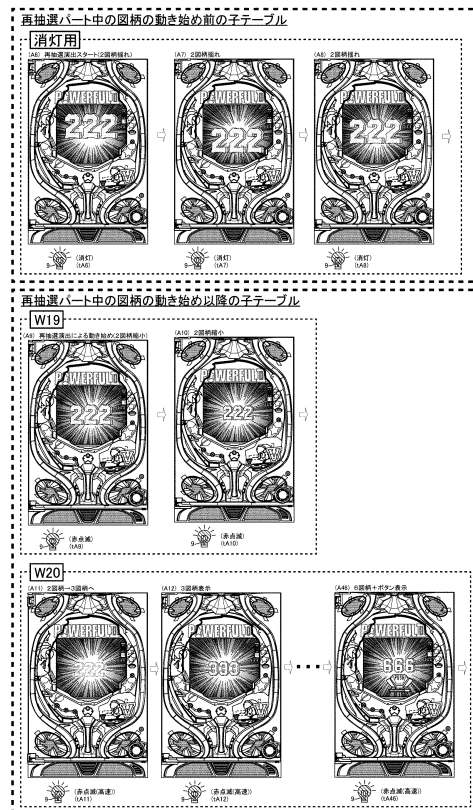 再抽選パート中の図柄の動き始め前の子テーブル
消灯用
(A6) 再抽選演出スタート(2図柄揺れ)
(A7) 2図柄揺れ
(A8) 2図柄揺れ
POWERFUL
POWERFUL
POWERFUL
222
222
222
9
(消灯)
(tA6)
9
(消灯)
(tA7)
9
(消灯)
(tA8)
再抽選パート中の図柄の動き始め以降の子テーブル
W19
(A9) 再抽選演出による動き始め(2図柄縮小)
(A10) 2図柄縮小
POWERFUL
POWERFUL
222
222
9
(赤点滅)
(tA9)
9
(赤点滅)
(tA10)
W20
(A11) 2図柄→3図柄へ
(A12) 3図柄表示
(A46) 6図柄+ボタン表示
POWERFUL
POWERFUL
POWERFUL
222
333
666
PUSH
9
(赤点滅(高速))
(tA11)
9
(赤点滅(高速))
(tA12)
9
(赤点滅(高速))
(tA46)